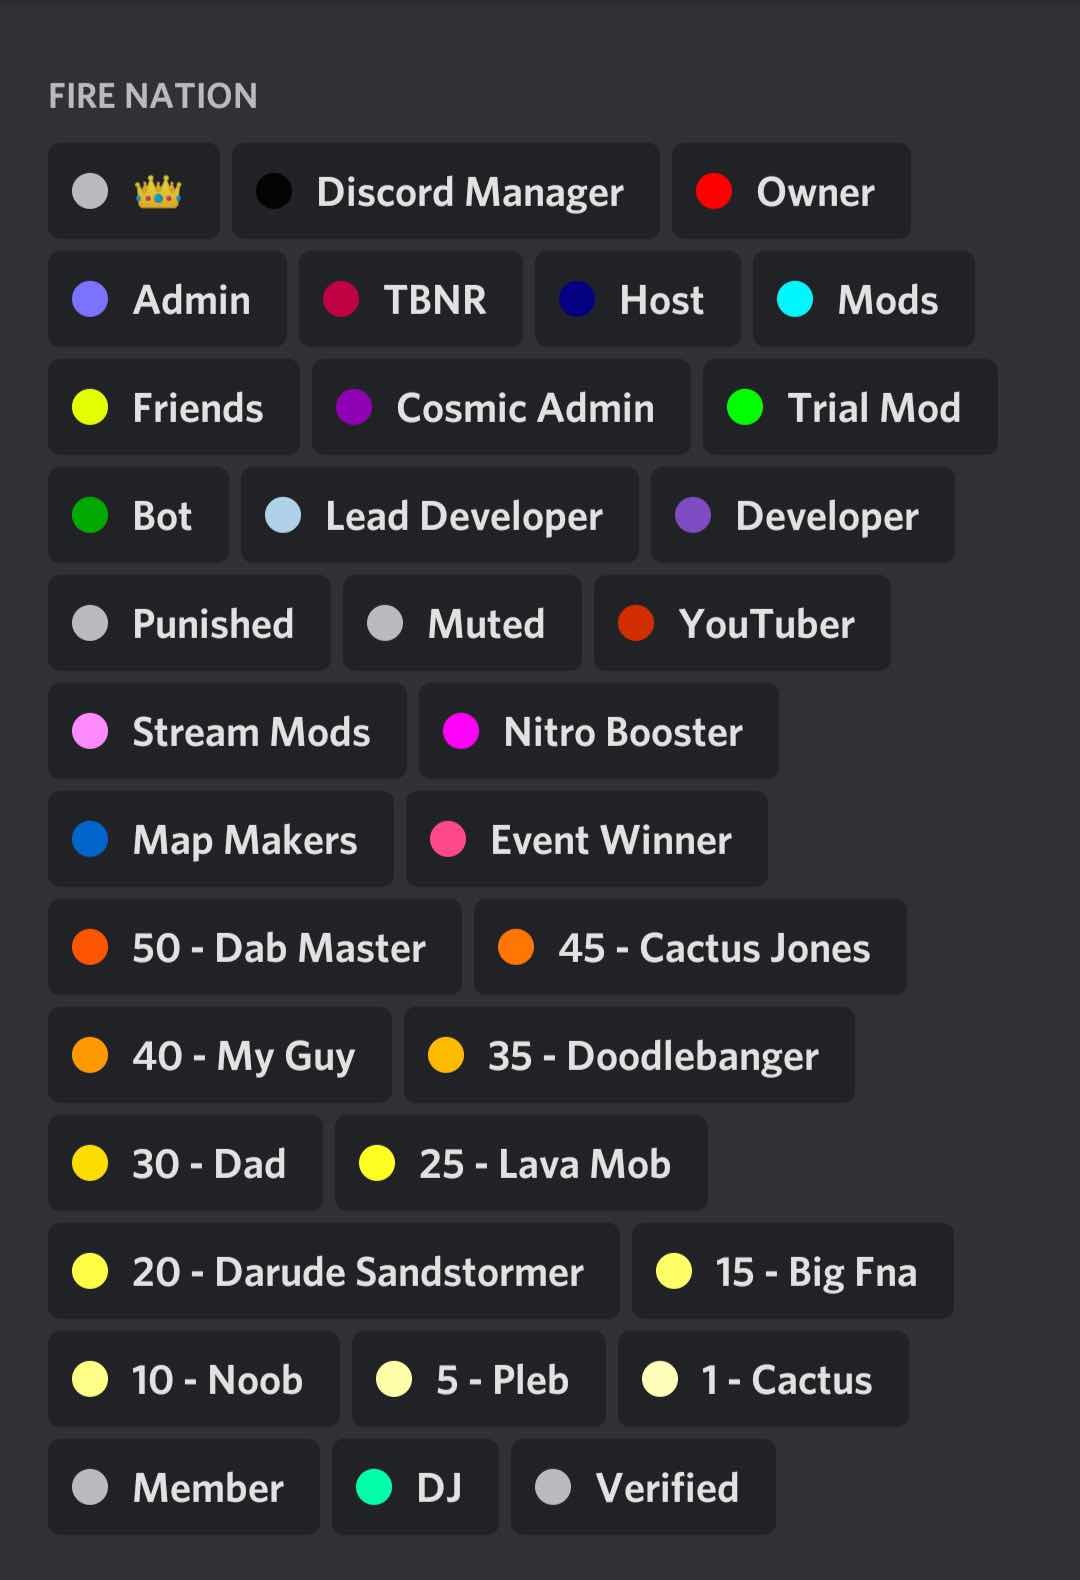 FIRE NATION
👑 Discord Manager Owner
Admin TBNR Host Mods
Friends Cosmic Admin Trial Mod
Bot Lead Developer Developer
Punished Muted YouTuber
Stream Mods Nitro Booster
Map Makers Event Winner
50 - Dab Master 45 - Cactus Jones
40 - My Guy 35 - Doodlebanger
30 - Dad 25 - Lava Mob
20 - Darude Sandstormer 15 - Big Fna
10 - Noob 5 - Pleb 1 - Cactus
Member DJ Verified